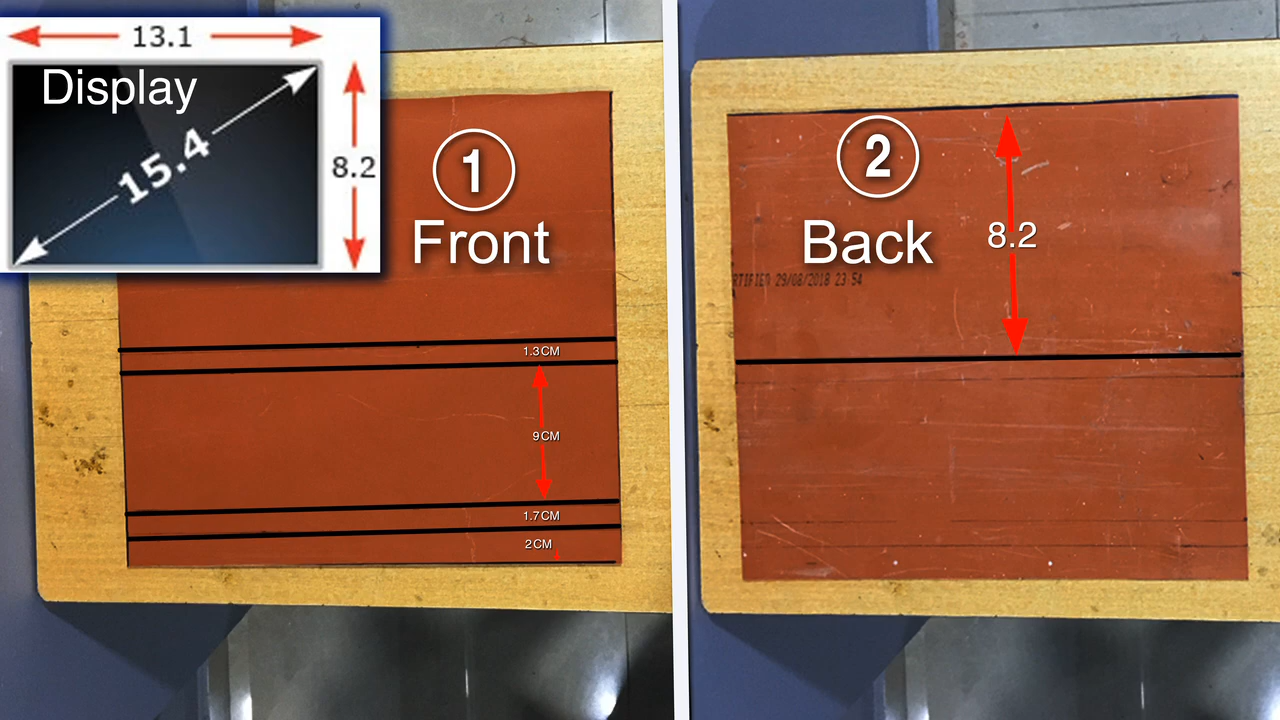 13.1
Display
15.4
8.2
1
Front
1.3CM
9CM
1.7CM
2CM
2
Back
8.2
RTIFIED 29/08/2018 23:54